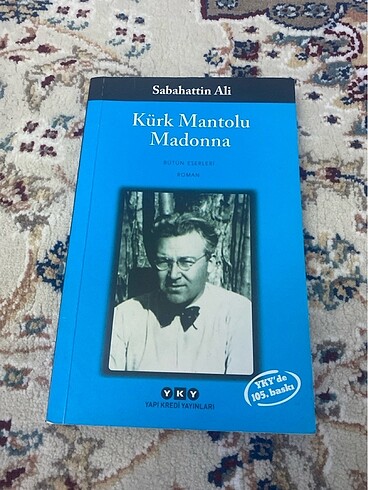 Sabahattin Ali
Kürk Mantolu
Madonna
BÜTÜN ESERLERİ
ROMAN
YKY'de
105. baskı
YKY
YAPI KREDİ YAYINLARI